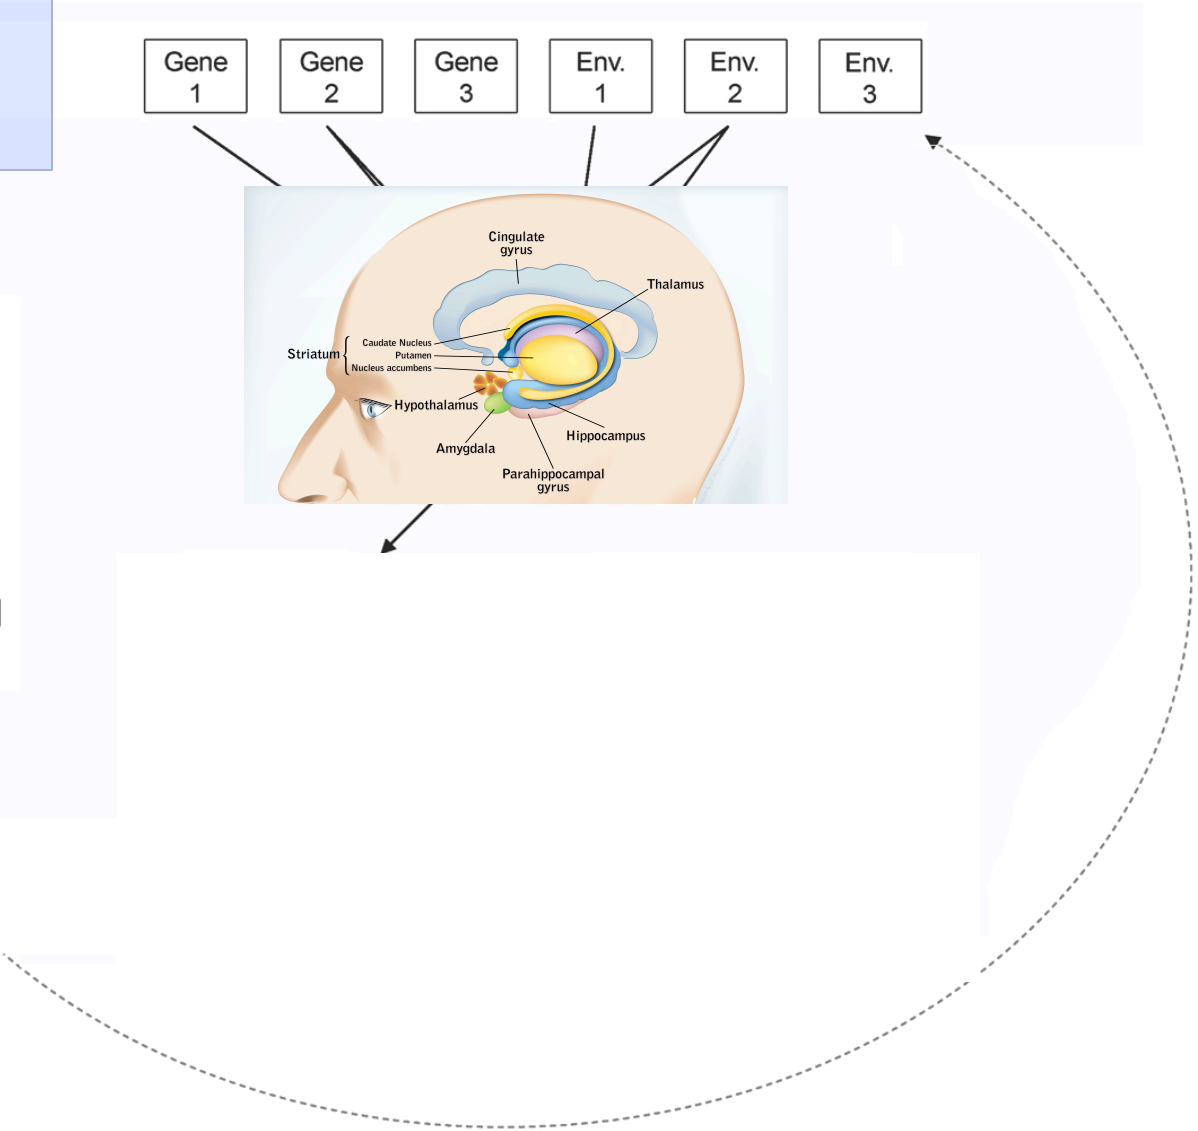 Gene
1
Gene
2
Gene
3
Env.
1
Env.
2
Env.
3
Cingulate
gyrus
Thalamus
Striatum
Caudate Nucleus
Putamen
Nucleus accumbens
Hypothalamus
Amygdala
Hippocampus
Parahippocampal
gyrus